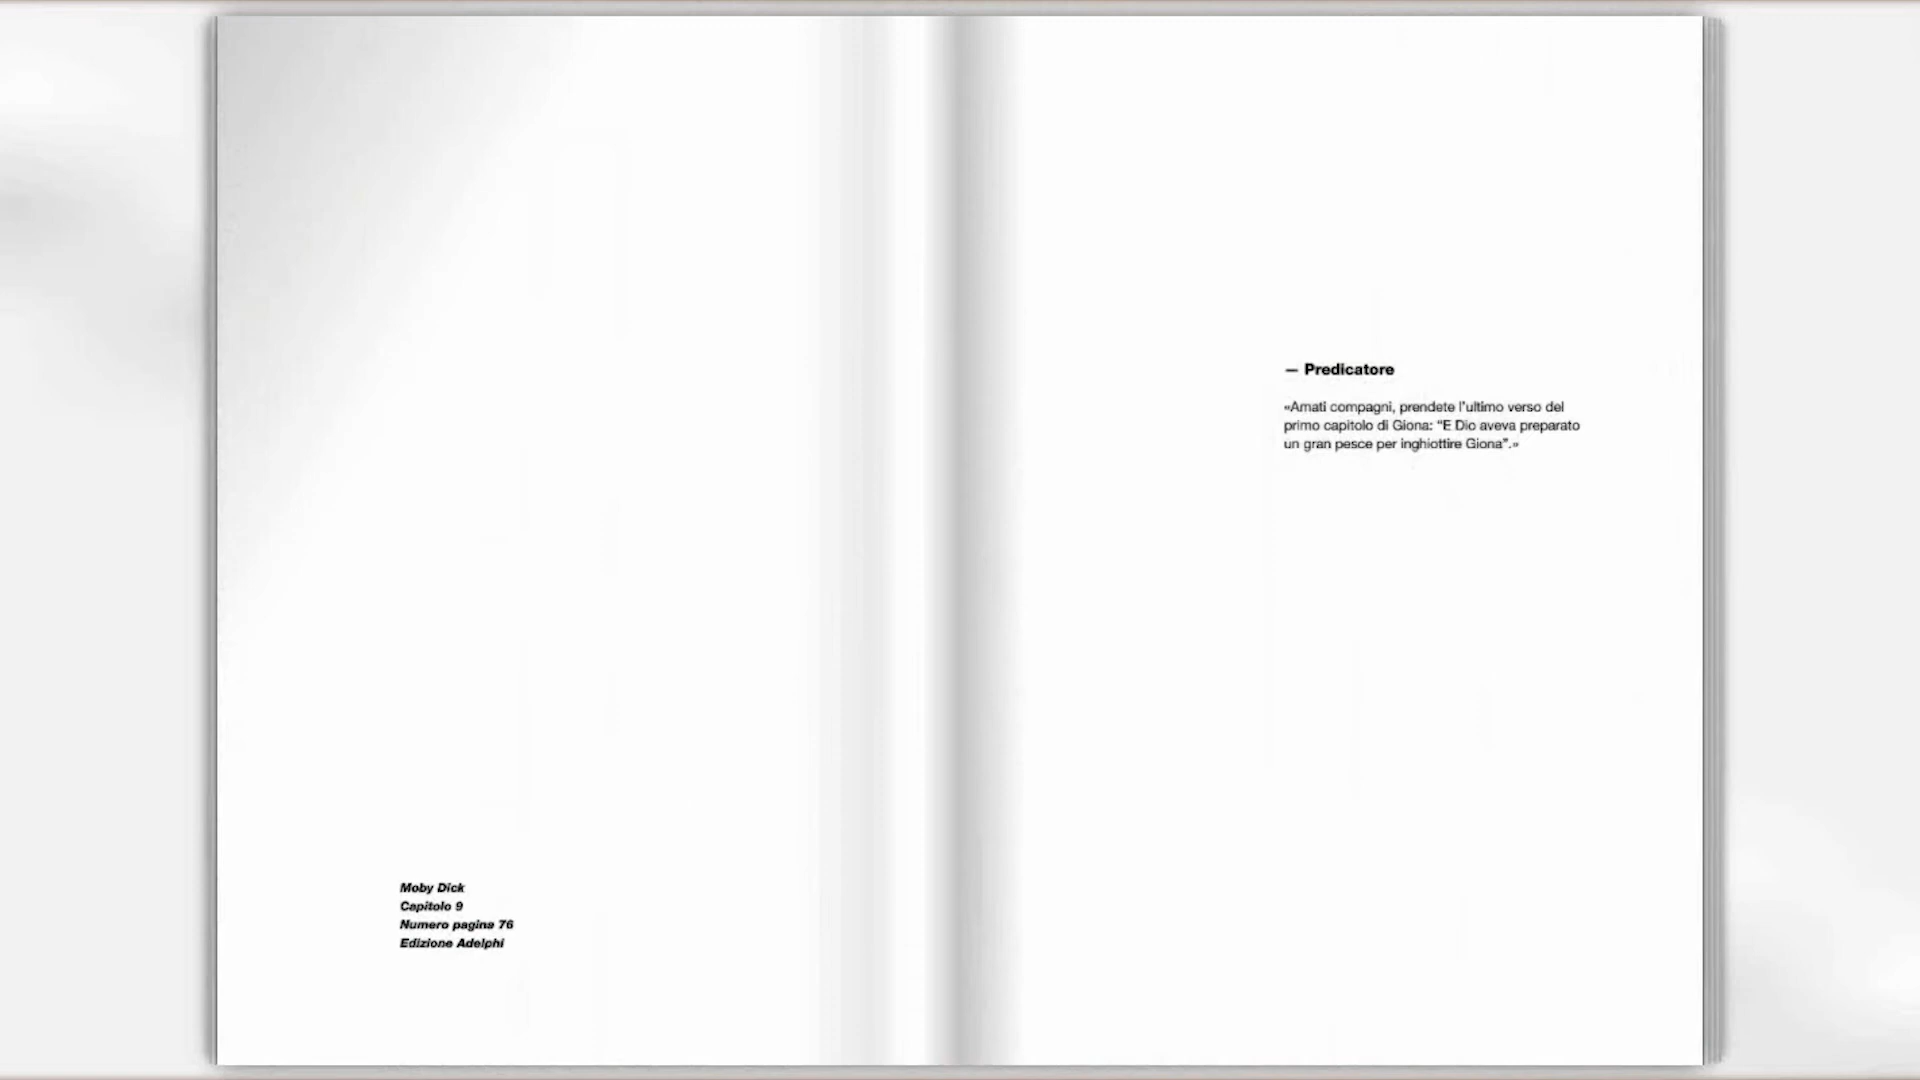 Moby Dick
Capitolo 9
Numero pagina 76
Edizione Adelphi
— Predicatore
«Amati compagni, prendete l'ultimo verso del
primo capitolo di Giona: “E Dio aveva preparato
un gran pesce per inghiottire Giona”.»